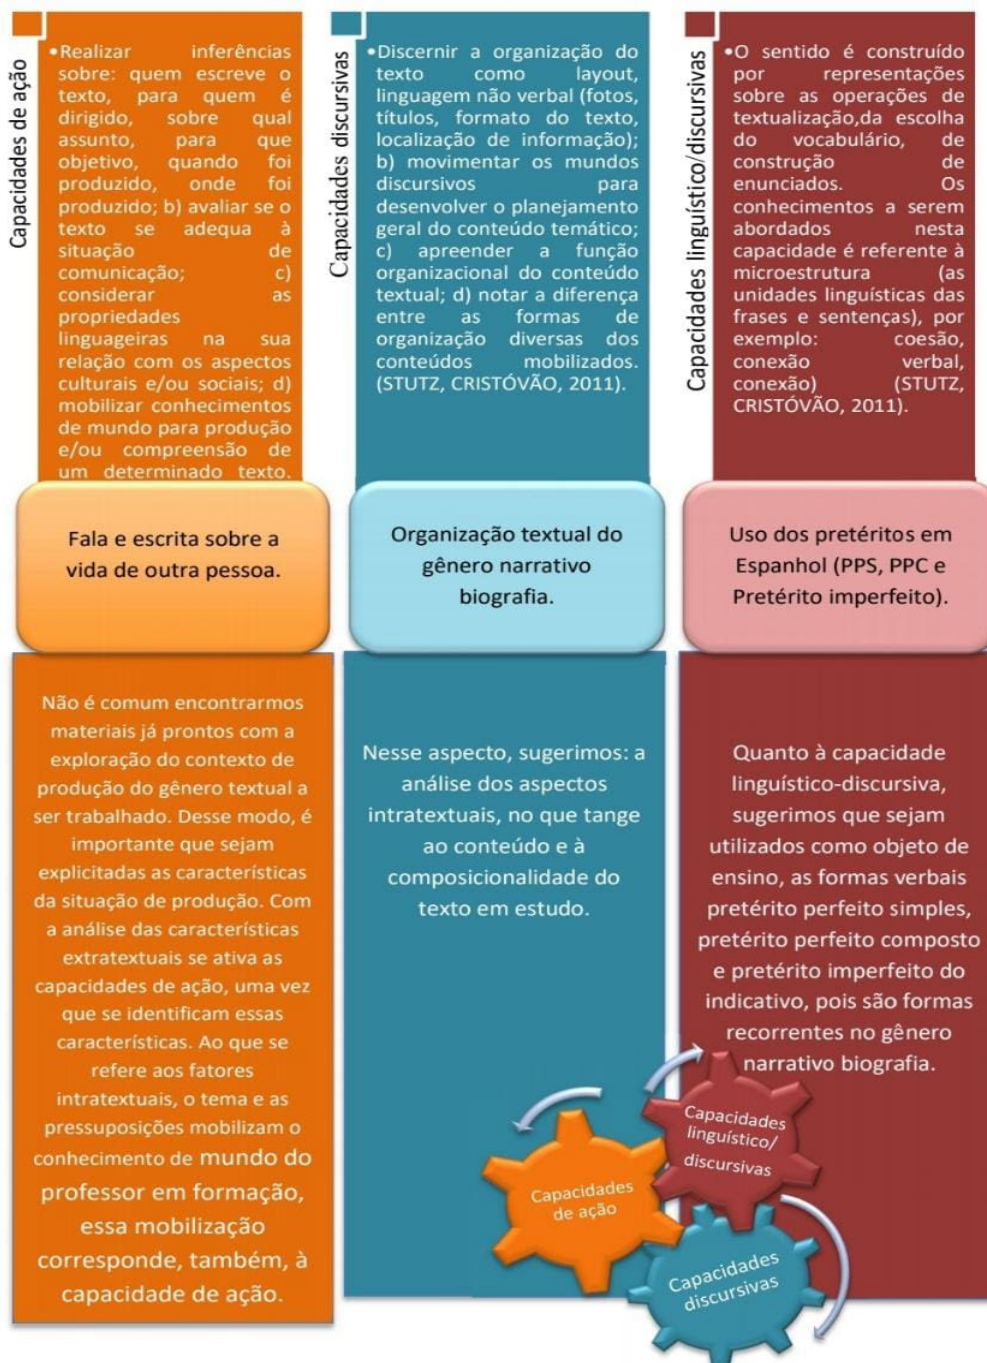 Capacidades de ação
•Realizar inferências
sobre: quem escreve o
texto, para quem é
dirigido, sobre qual
assunto, para que
objetivo, quando foi
produzido, onde foi
produzido; b) avaliar se o
texto se adequa à
situação de
comunicação; c)
considerar as
propriedades
linguageiras na sua
relação com os aspectos
culturais e/ou sociais; d)
mobilizar conhecimentos
de mundo para produção
e/ou compreensão de
um determinado texto.
Fala e escrita sobre a
vida de outra pessoa.
Não é comum encontrarmos
materiais já prontos com a
exploração do contexto de
produção do gênero textual a
ser trabalhado. Desse modo, é
importante que sejam
explicitadas as características
da situação de produção. Com
a análise das características
extratextuais se ativa as
capacidades de ação, uma vez
que se identificam essas
características. Ao que se
refere aos fatores
intratextuais, o tema e as
pressuposições mobilizam o
conhecimento de mundo do
professor em formação,
essa mobilização
corresponde, também, à
capacidade de ação.
Capacidades discursivas
•Discernir a organização do
texto como layout,
linguagem não verbal (fotos,
títulos, formato do texto,
localização de informação);
b) movimentar os mundos
discursivos para
desenvolver o planejamento
geral do conteúdo temático;
c) apreender a função
organizacional do conteúdo
textual; d) notar a diferença
entre as formas de
organização diversas dos
conteúdos mobilizados.
(STUTZ, CRISTÓVÃO, 2011).
Organização textual do
gênero narrativo
biografia.
Nesse aspecto, sugerimos: a
análise dos aspectos
intratextuais, no que tange
ao conteúdo e à
composicionalidade do
texto em estudo.
Capacidades linguístico/discursivas
•O sentido é construído
por representações
sobre as operações de
textualização,da escolha
do vocabulário, de
construção de
enunciados. Os
conhecimentos a serem
abordados nesta
capacidade é referente à
microestrutura (as
unidades linguísticas das
frases e sentenças), por
exemplo: coesão,
conexão verbal,
conexão) (STUTZ,
CRISTÓVÃO, 2011).
Uso dos pretéritos em
Espanhol (PPS, PPC e
Pretérito imperfeito).
Quanto à capacidade
linguístico-discursiva,
sugerimos que sejam
utilizados como objeto de
ensino, as formas verbais
pretérito perfeito simples,
pretérito perfeito composto
e pretérito imperfeito do
indicativo, pois são formas
recorrentes no gênero
narrativo biografia.
Capacidades
linguístico/
discursivas
Capacidades
de ação
Capacidades
discursivas